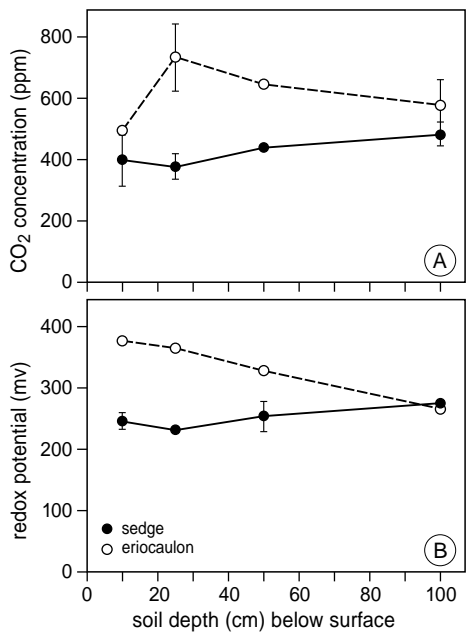 800
600
400
200
0
CO2 concentration (ppm)
A
400
300
200
100
0
redox potential (mv)
sedge
eriocaulon
B
0 20 40 60 80 100
soil depth (cm) below surface